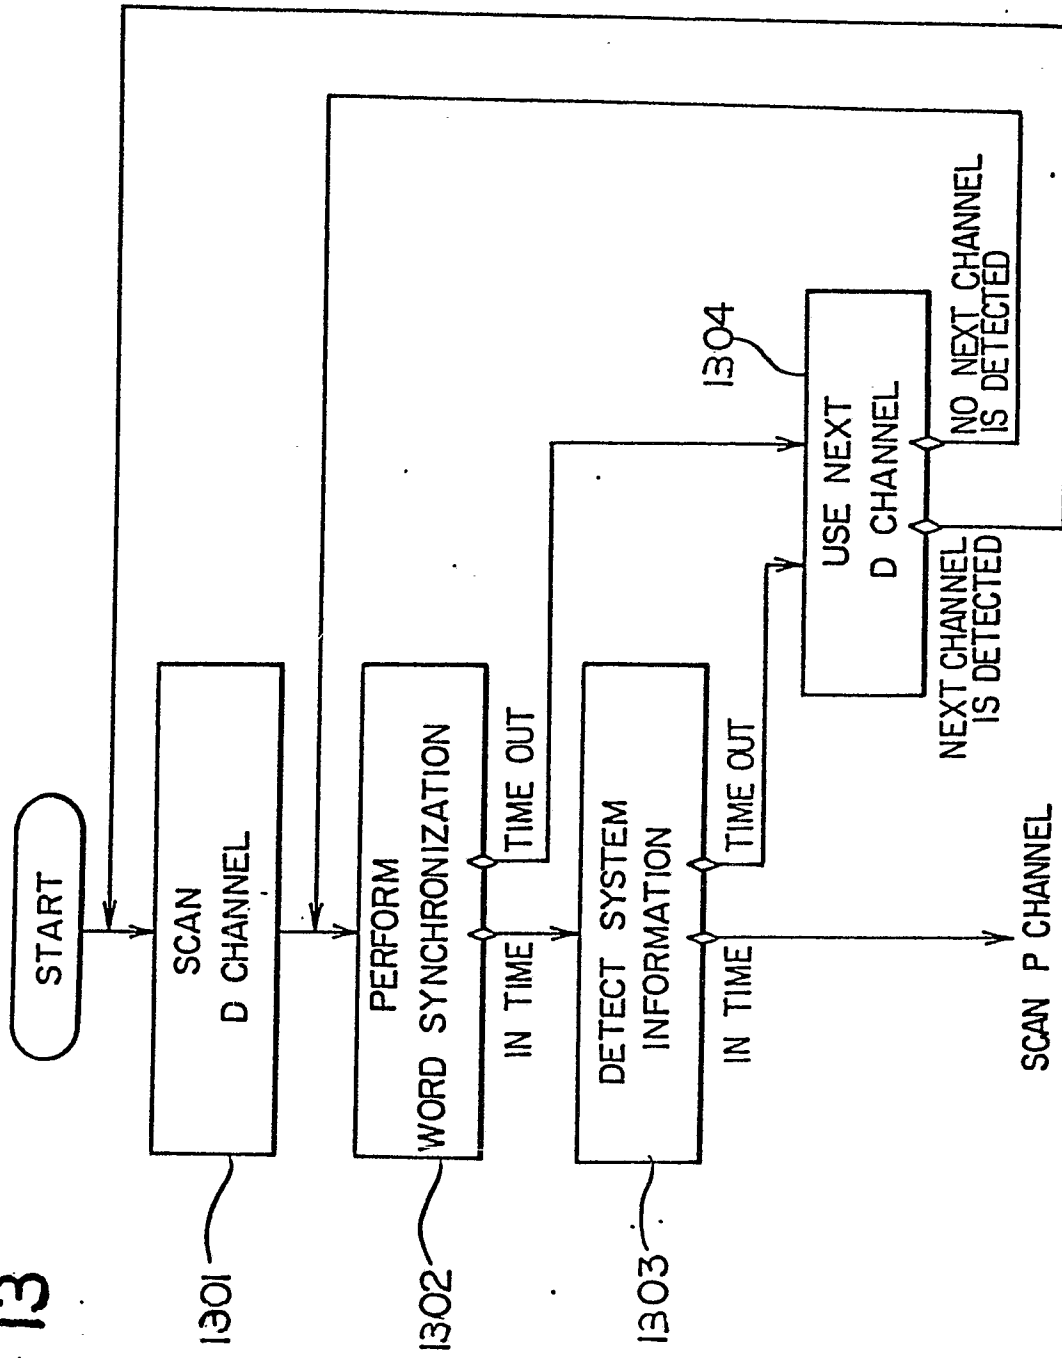 13
START
1301
SCAN
D CHANNEL
1302
PERFORM
WORD SYNCHRONIZATION
IN TIME
TIME OUT
1303
DETECT SYSTEM
INFORMATION
IN TIME
TIME OUT
1304
USE NEXT
D CHANNEL
NEXT CHANNEL
IS DETECTED
NO NEXT CHANNEL
IS DETECTED
SCAN P CHANNEL